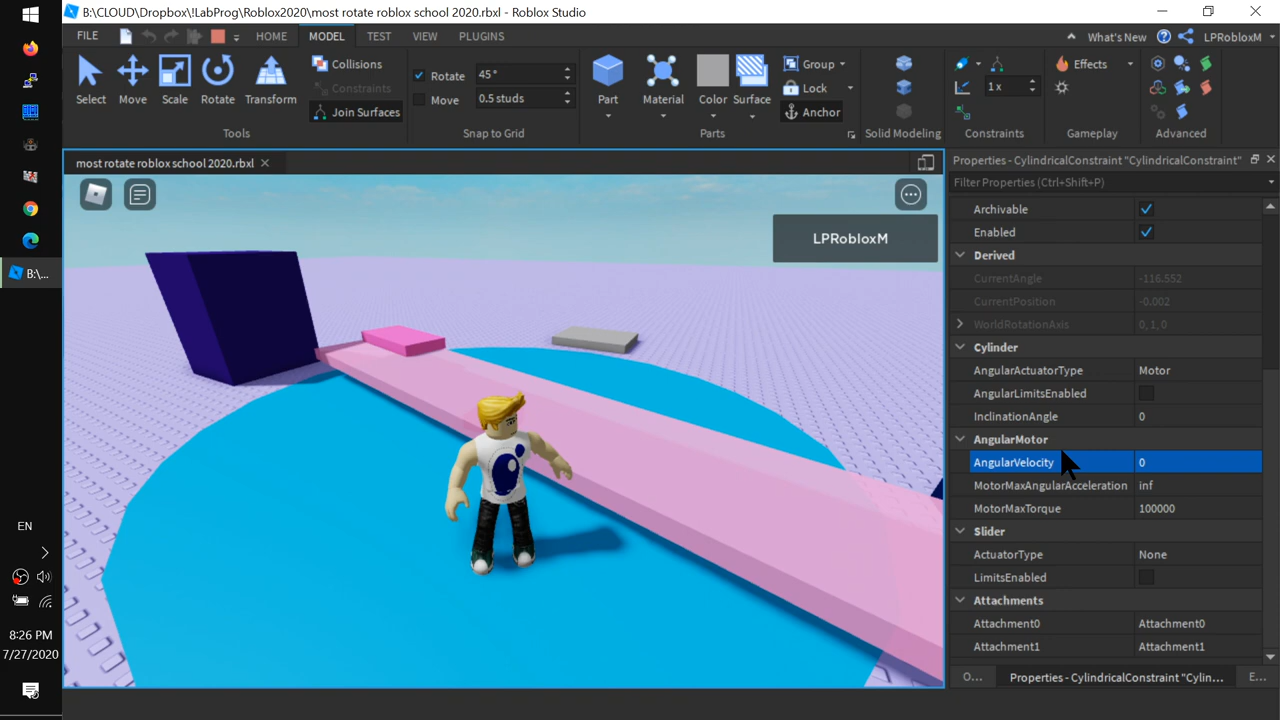 B:\CLOUD\Dropbox\!LabProg\Roblox2020\most rotate roblox school 2020.rbxl - Roblox Studio
FILE HOME MODEL TEST VIEW PLUGINS What's New LPRobloxM
Select Move Scale Rotate Transform
Collisions
Constraints
Join Surfaces
Tools
Rotate 45°
Move 0.5 studs
Snap to Grid
Part Material Color Surface
Group
Lock
Anchor
Parts
Solid Modeling
1 x
Constraints
Effects
Gameplay
Advanced
most rotate roblox school 2020.rbxl
LPRobloxM
Properties - CylindricalConstraint "CylindricalConstraint"
Filter Properties (Ctrl+Shift+P)
Archivable
Enabled
Derived
CurrentAngle -116.552
CurrentPosition -0.002
WorldRotationAxis 0, 1, 0
Cylinder
AngularActuatorType Motor
AngularLimitsEnabled
InclinationAngle 0
AngularMotor
AngularVelocity 0
MotorMaxAngularAcceleration inf
MotorMaxTorque 100000
Slider
ActuatorType None
LimitsEnabled
Attachments
Attachment0 Attachment0
Attachment1 Attachment1
O... Properties - CylindricalConstraint "Cylin... E...
B:\...
EN
8:26 PM
7/27/2020